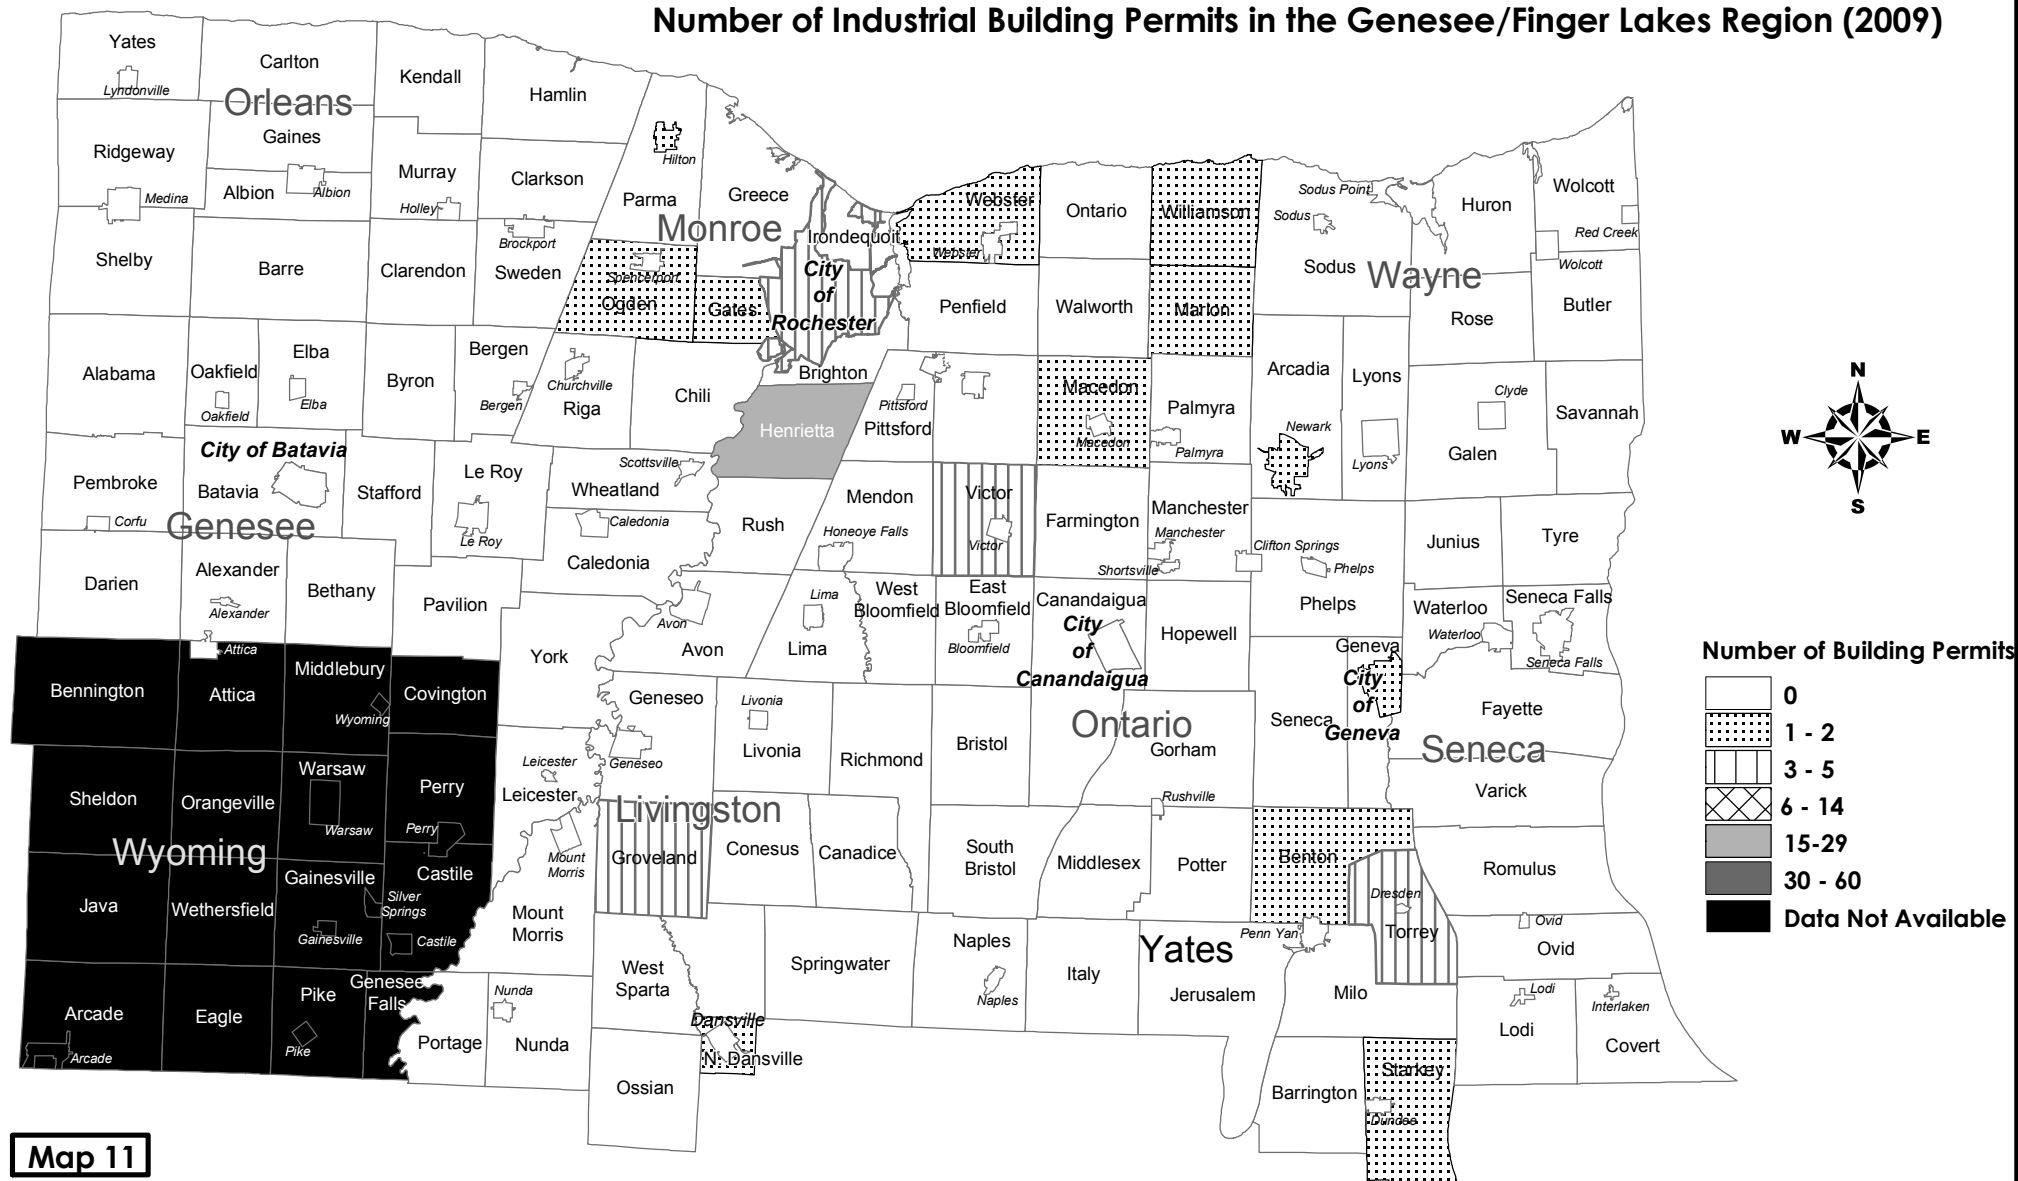 Number of Industrial Building Permits in the Genesee/Finger Lakes Region (2009)
Yates
Lyndonville
Carlton
Orleans
Gaines
Kendall
Hamlin
Ridgeway
Medina
Albion
Albion
Murray
Holley
Clarkson
Brockport
Hilton
Parma
Greece
Monroe
Irondequoit
Webster
Webster
Ontario
Williamson
Sodus Point
Sodus
Sodus
Wayne
Huron
Wolcott
Red Creek
Wolcott
Shelby
Barre
Clarendon
Sweden
Spencerport
Ogden
Gates
City
of
Rochester
Penfield
Walworth
Marion
Rose
Butler
Alabama
Oakfield
Oakfield
Elba
Elba
Byron
Bergen
Bergen
Churchville
Riga
Chili
Brighton
Henrietta
Pittsford
Pittsford
Macedon
Macedon
Palmyra
Palmyra
Arcadia
Newark
Lyons
Lyons
Clyde
Galen
Savannah
N
W
E
S
City of Batavia
Pembroke
Corfu
Batavia
Genesee
Stafford
Le Roy
Le Roy
Scottsville
Wheatland
Caledonia
Caledonia
Rush
Mendon
Honeoye Falls
Victor
Victor
Farmington
Manchester
Manchester
Shortsville
Clifton Springs
Phelps
Phelps
Junius
Tyre
Darien
Alexander
Alexander
Bethany
Pavilion
Avon
Avon
Lima
Lima
West
Bloomfield
East
Bloomfield
Bloomfield
Canandaigua
City
of
Canandaigua
Hopewell
Waterloo
Waterloo
Seneca Falls
Seneca Falls
Geneva
City
of
Geneva
Seneca
Attica
Bennington
Attica
Middlebury
Wyoming
Covington
York
Geneseo
Geneseo
Livonia
Livonia
Richmond
Bristol
Ontario
Gorham
Rushville
Fayette
Seneca
Varick
Sheldon
Orangeville
Warsaw
Warsaw
Perry
Perry
Wyoming
Leicester
Leicester
Livingston
Groveland
Mount
Morris
Conesus
Canadice
South
Bristol
Middlesex
Potter
Benton
Dresden
Torrey
Romulus
Java
Wethersfield
Gainesville
Gainesville
Silver
Springs
Castile
Castile
Mount
Morris
West
Sparta
Springwater
Naples
Naples
Italy
Yates
Jerusalem
Penn Yan
Milo
Ovid
Ovid
Lodi
Lodi
Interlaken
Covert
Arcade
Arcade
Eagle
Pike
Pike
Genesee
Falls
Portage
Nunda
Nunda
Dansville
N. Dansville
Ossian
Barrington
Starkey
Dundee
Number of Building Permits
0
1 - 2
3 - 5
6 - 14
15-29
30 - 60
Data Not Available
Map 11